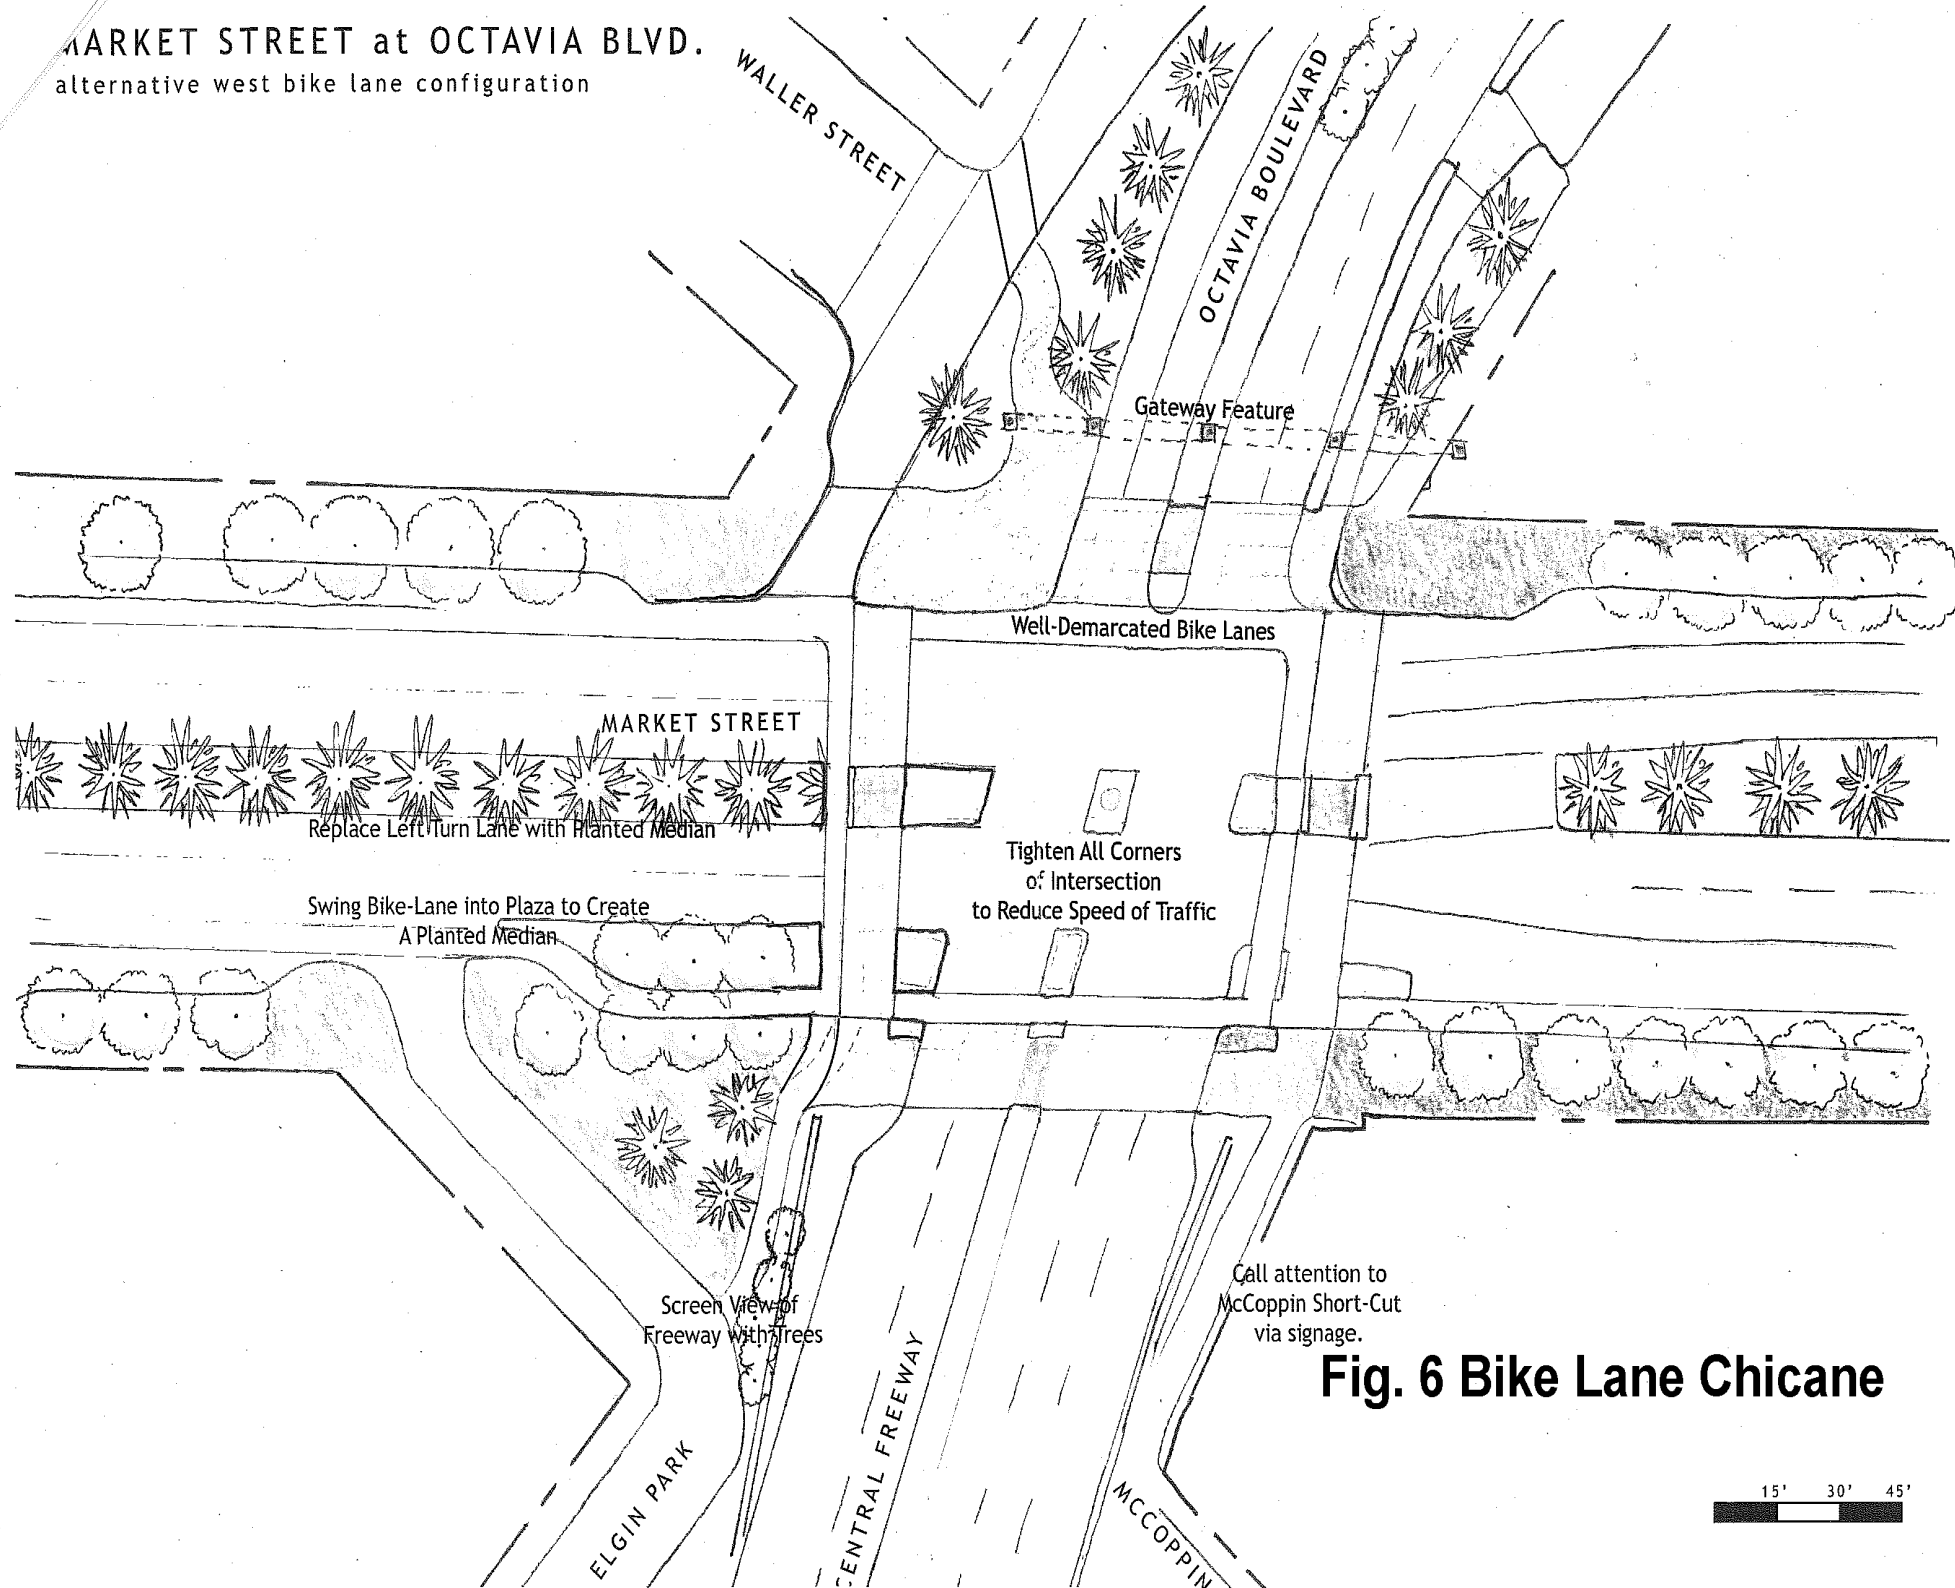 MARKET STREET at OCTAVIA BLVD.
alternative west bike lane configuration
WALLER STREET
OCTAVIA BOULEVARD
Gateway Feature
Well-Demarcated Bike Lanes
MARKET STREET
Replace Left Turn Lane with Planted Median
Tighten All Corners
of Intersection
to Reduce Speed of Traffic
Swing Bike-Lane into Plaza to Create
A Planted Median
Screen View of
Freeway with Trees
Call attention to
McCoppin Short-Cut
via signage.
Fig. 6 Bike Lane Chicane
ELGIN PARK
CENTRAL FREEWAY
MCCOPPIN
15' 30' 45'